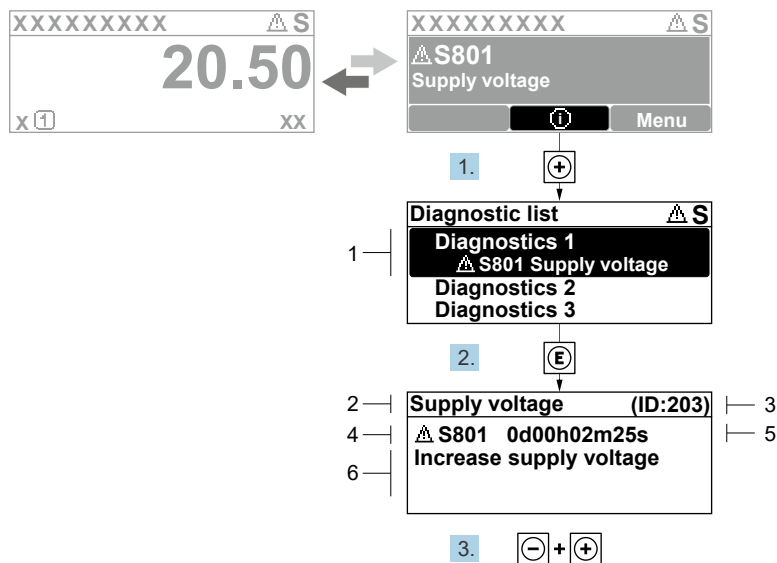 XXXXXXXXX ⚠ S
20.50
x 1 xx
XXXXXXXXX ⚠ S
⚠ S801
Supply voltage
i Menu
1. +
Diagnostic list ⚠ S
1
Diagnostics 1
⚠ S801 Supply voltage
Diagnostics 2
Diagnostics 3
2. E
2 Supply voltage (ID:203) 3
4 ⚠ S801 0d00h02m25s 5
6 Increase supply voltage
3. - + +